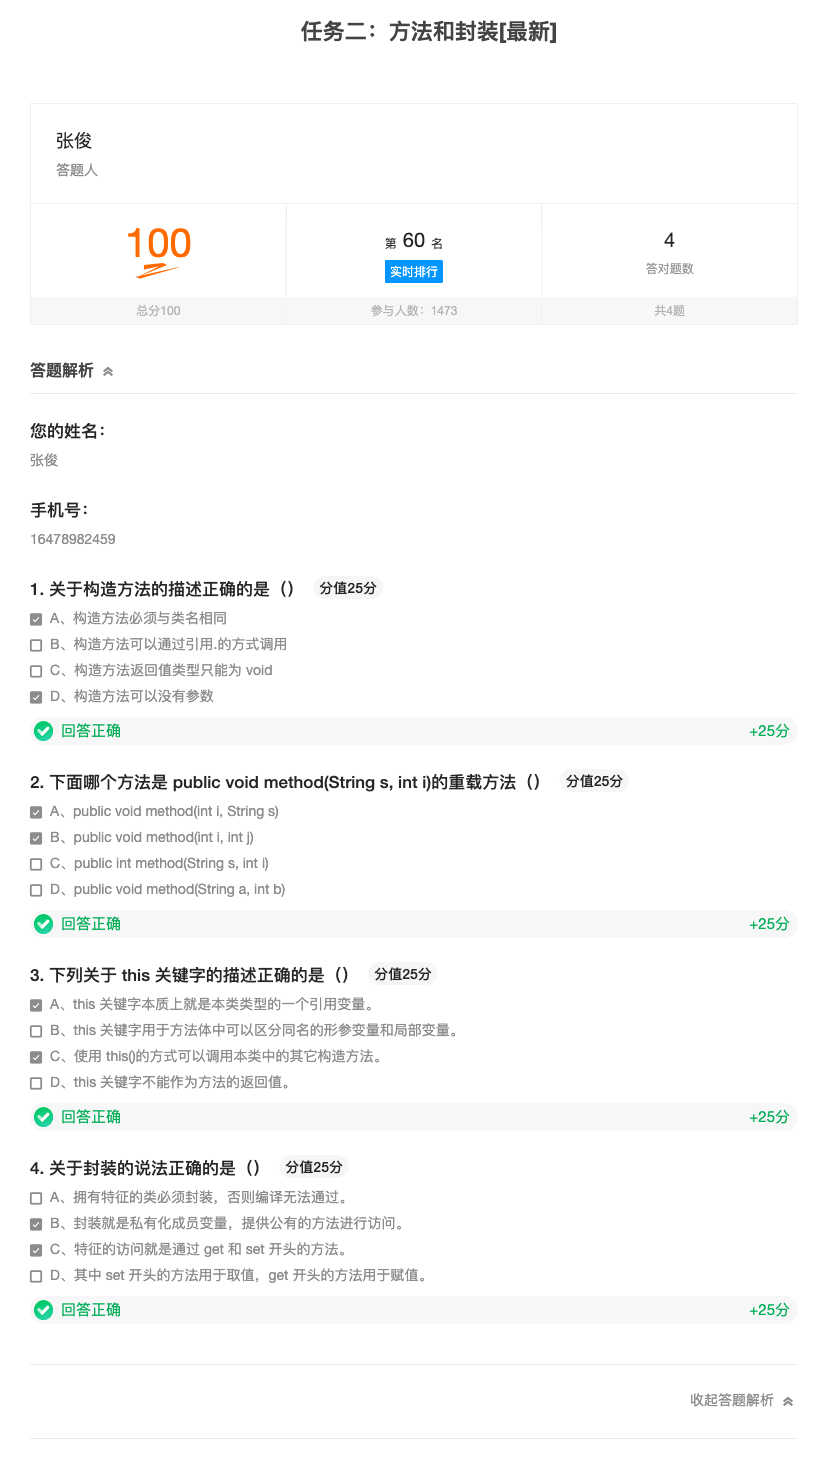 任务二：方法和封装[最新]
张俊
答题人
100
第 60 名
实时排行
4
答对题数
总分100
参与人数：1473
共4题
答题解析
您的姓名：
张俊
手机号：
16478982459
1. 关于构造方法的描述正确的是（） 分值25分
A、构造方法必须与类名相同
B、构造方法可以通过引用.的方式调用
C、构造方法返回值类型只能为 void
D、构造方法可以没有参数
回答正确 +25分
2. 下面哪个方法是 public void method(String s, int i)的重载方法（） 分值25分
A、public void method(int i, String s)
B、public void method(int i, int j)
C、public int method(String s, int i)
D、public void method(String a, int b)
回答正确 +25分
3. 下列关于 this 关键字的描述正确的是（） 分值25分
A、this 关键字本质上就是本类类型的一个引用变量。
B、this 关键字用于方法体中可以区分同名的形参变量和局部变量。
C、使用 this()的方式可以调用本类中的其它构造方法。
D、this 关键字不能作为方法的返回值。
回答正确 +25分
4. 关于封装的说法正确的是（） 分值25分
A、拥有特征的类必须封装，否则编译无法通过。
B、封装就是私有化成员变量，提供公有的方法进行访问。
C、特征的访问就是通过 get 和 set 开头的方法。
D、其中 set 开头的方法用于取值，get 开头的方法用于赋值。
回答正确 +25分
收起答题解析